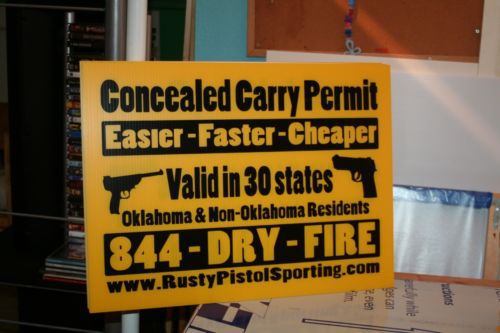 Concealed Carry Permit
Easier - Faster - Cheaper
Valid in 30 states
Oklahoma & Non-Oklahoma Residents
844 - DRY - FIRE
www.RustyPistolSporting.com